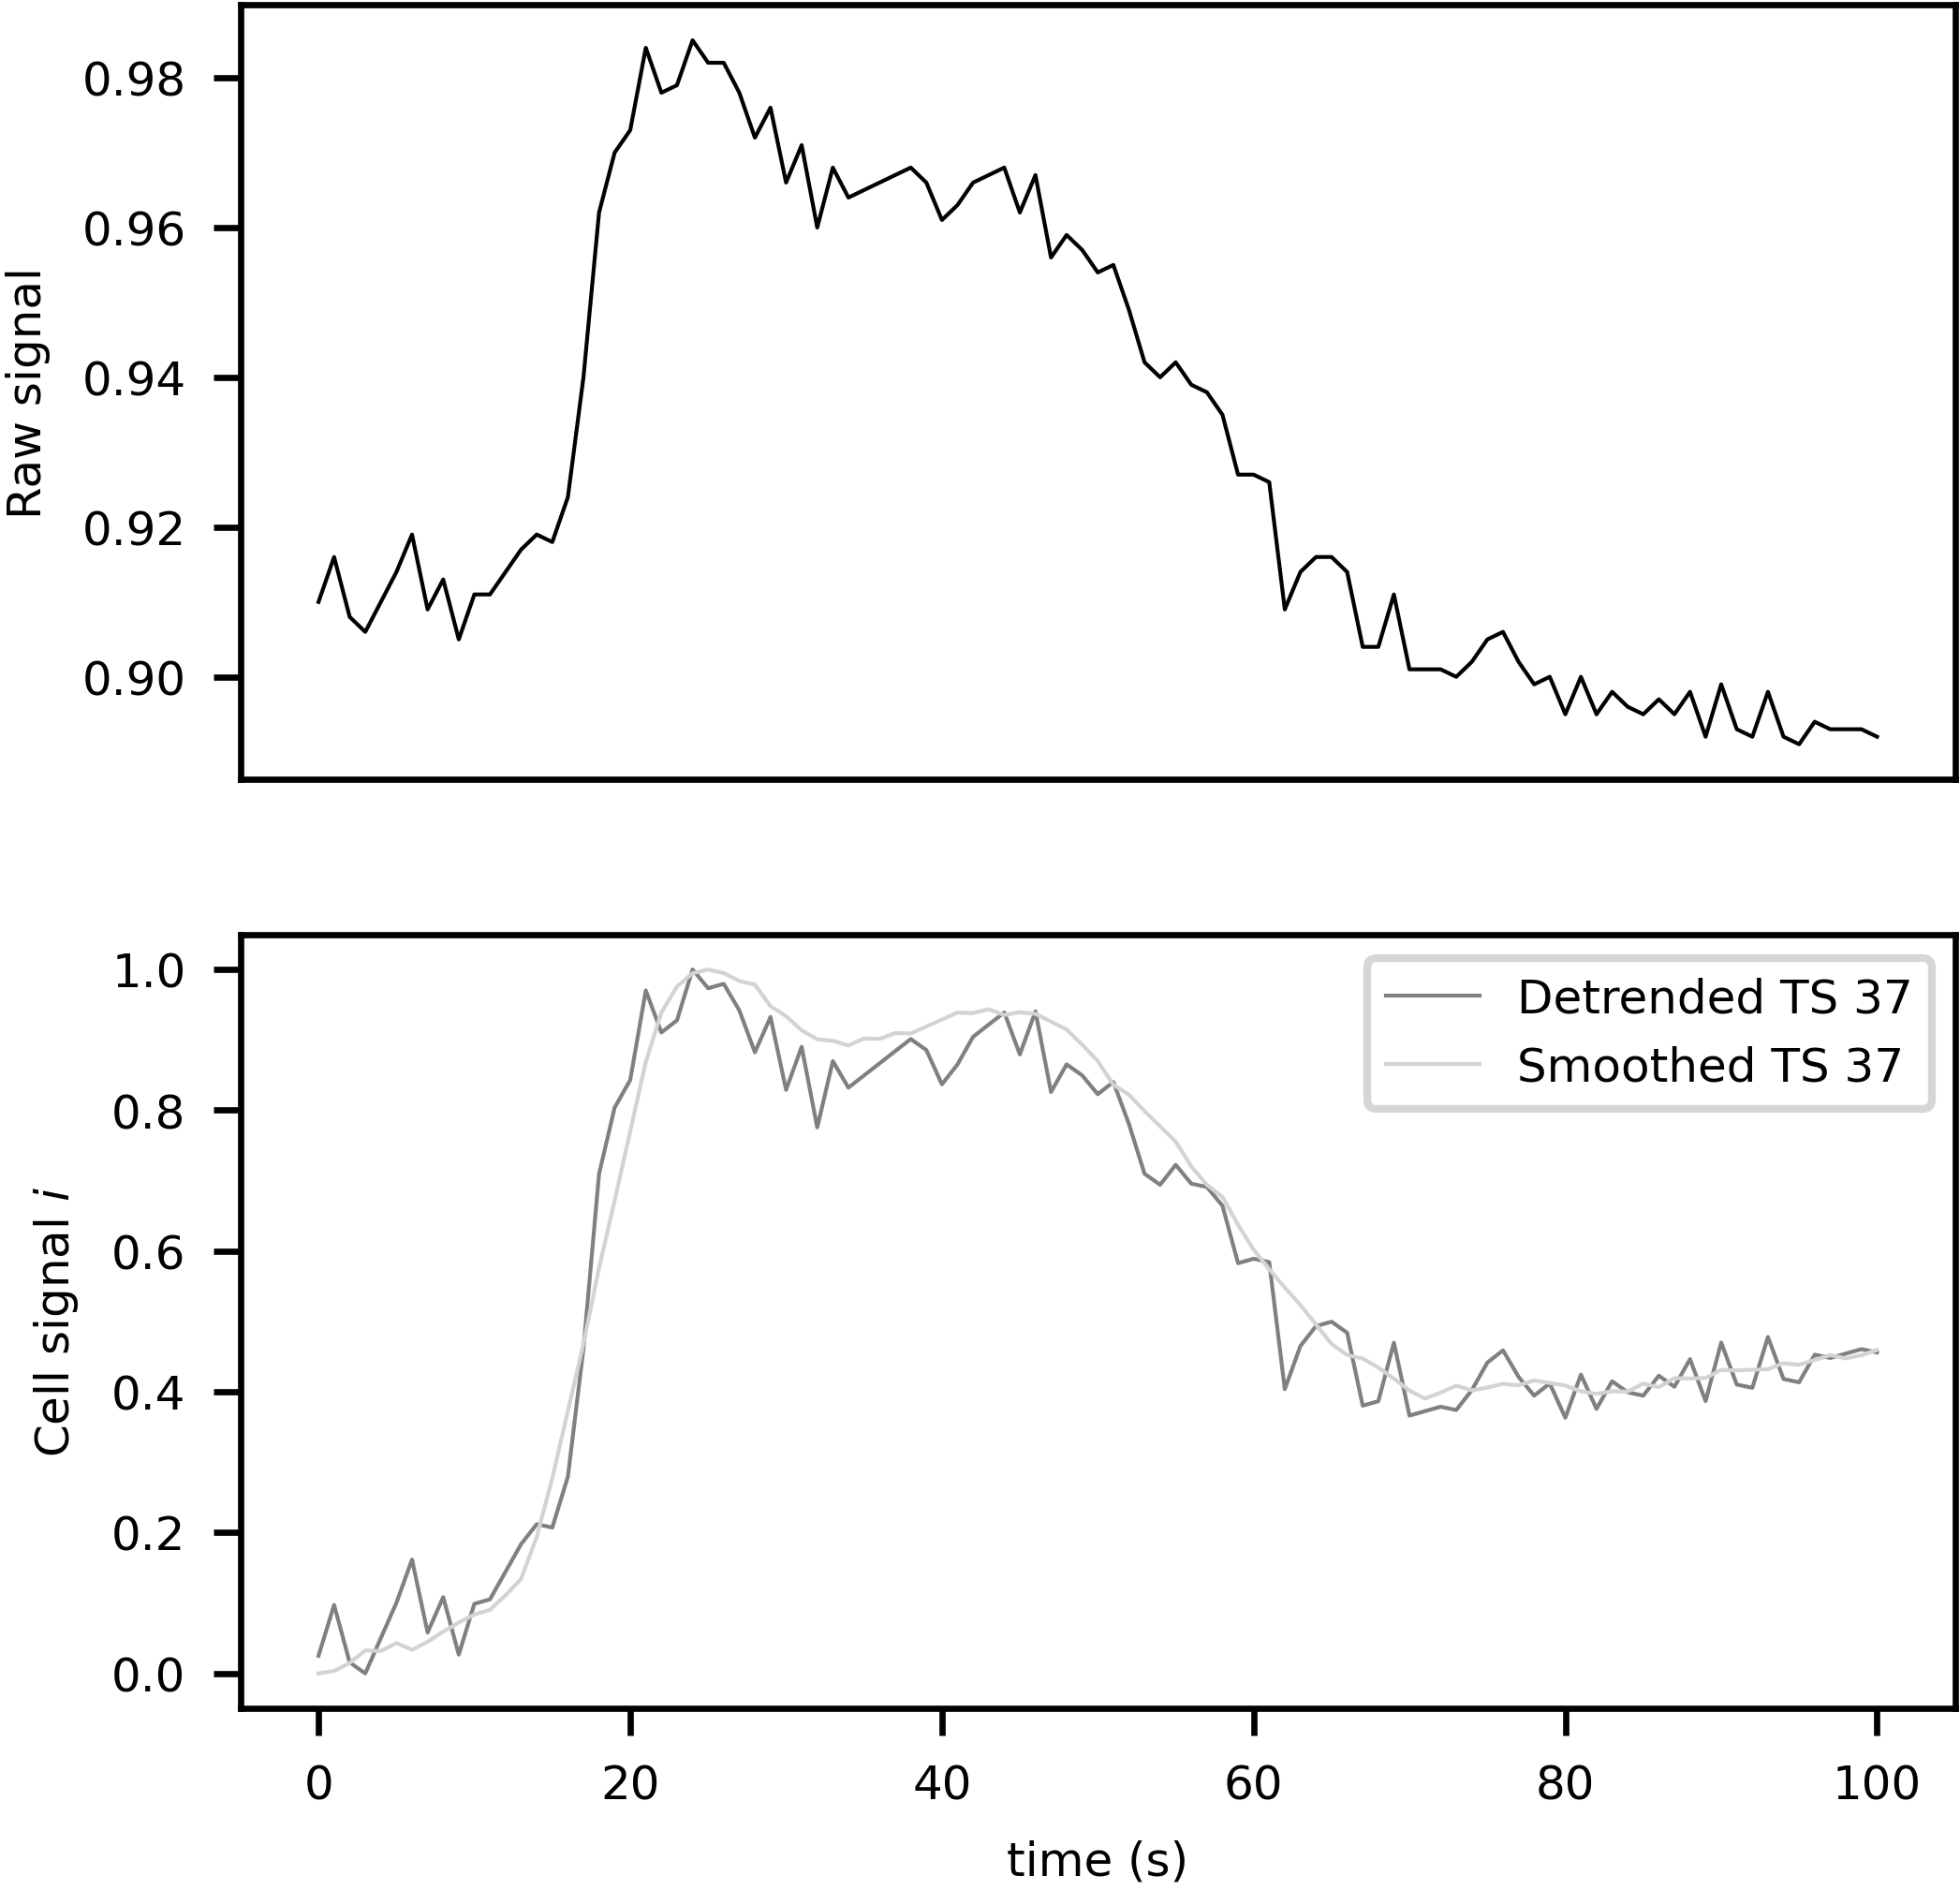 0.98
0.96
0.94
0.92
0.90
Raw signal
1.0
0.8
0.6
0.4
0.2
0.0
Cell signal i
Detrended TS 37
Smoothed TS 37
0 20 40 60 80 100
time (s)